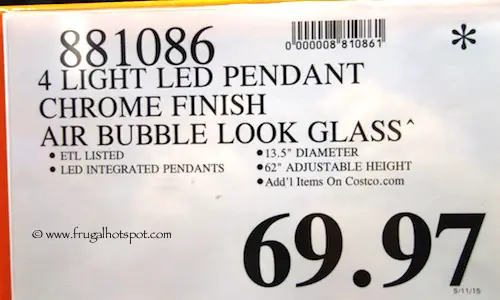 881086
0 000008 810861
*
4 LIGHT LED PENDANT
CHROME FINISH
AIR BUBBLE LOOK GLASS^
• ETL LISTED
• LED INTEGRATED PENDANTS
• 13.5" DIAMETER
• 62" ADJUSTABLE HEIGHT
• Add'l Items On Costco.com
© www.frugalhotspot.com
69.97
5/11/15